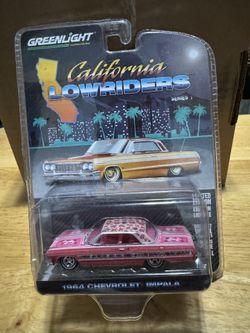 GREENLIGHT
California
LOWRIDERS
SERIES 1
1964 CHEVROLET IMPALA